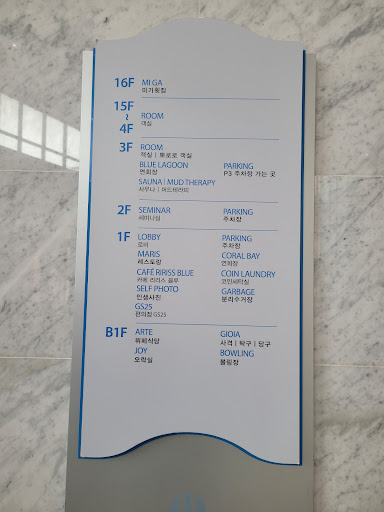 16F MI GA
미가횟집
15F
~
4F
ROOM
객실
3F ROOM
객실 | 뽀로로 객실
BLUE LAGOON PARKING
연회장 P3 주차장 가는 곳
SAUNA | MUD THERAPY
사우나 | 머드테라피
2F SEMINAR PARKING
세미나실 주차장
1F LOBBY PARKING
로비 주차장
MARIS CORAL BAY
레스토랑 연회장
CAFÉ RIRISS BLUE COIN LAUNDRY
카페 리리스 블루 코인세탁실
SELF PHOTO GARBAGE
인생사진 분리수거장
GS25
편의점 GS25
B1F ARTE GIOIA
뷔페식당 사격 | 탁구 | 당구
JOY BOWLING
오락실 볼링장